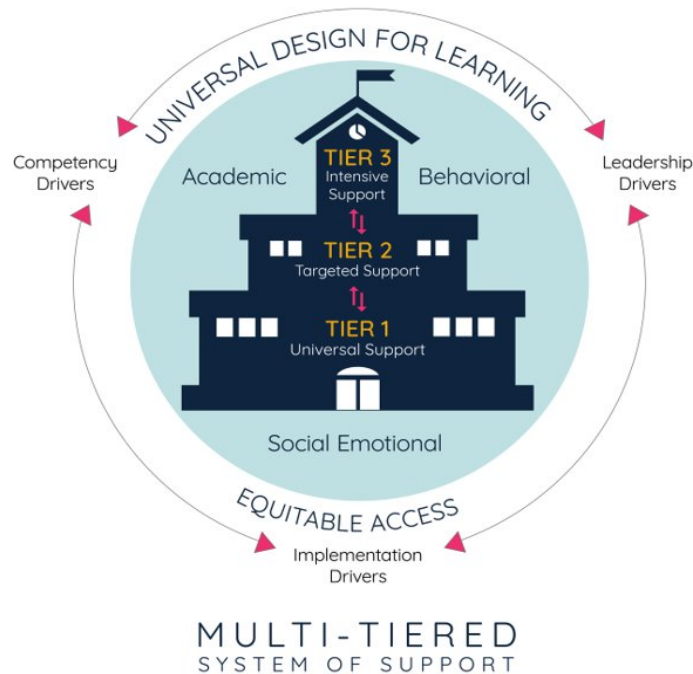 UNIVERSAL DESIGN FOR LEARNING
Competency
Drivers
Leadership
Drivers
Academic
Behavioral
TIER 3
Intensive
Support
TIER 2
Targeted Support
TIER 1
Universal Support
Social Emotional
EQUITABLE ACCESS
Implementation
Drivers
MULTI-TIERED
SYSTEM OF SUPPORT